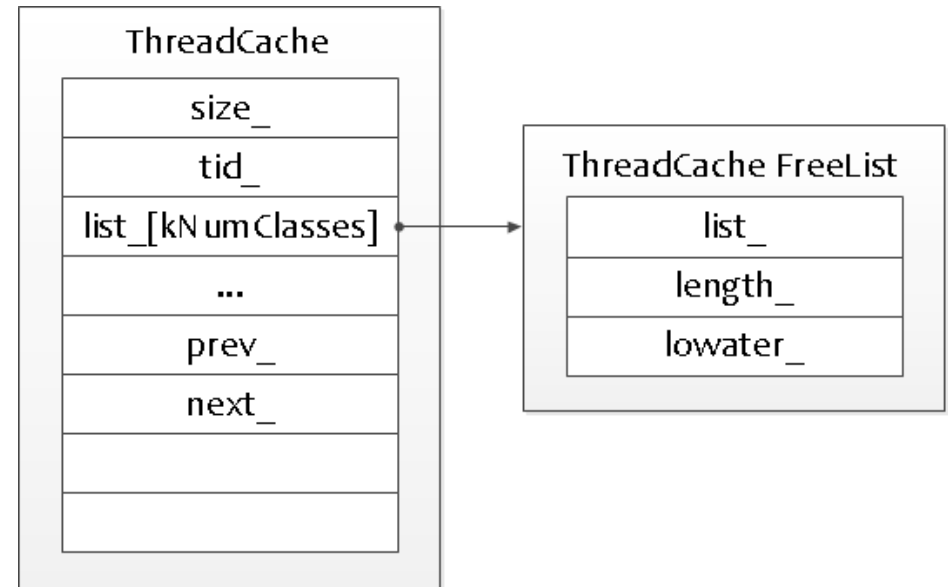 ThreadCache
size_
tid_
list_[kNumClasses]
...
prev_
next_
ThreadCache FreeList
list_
length_
lowater_